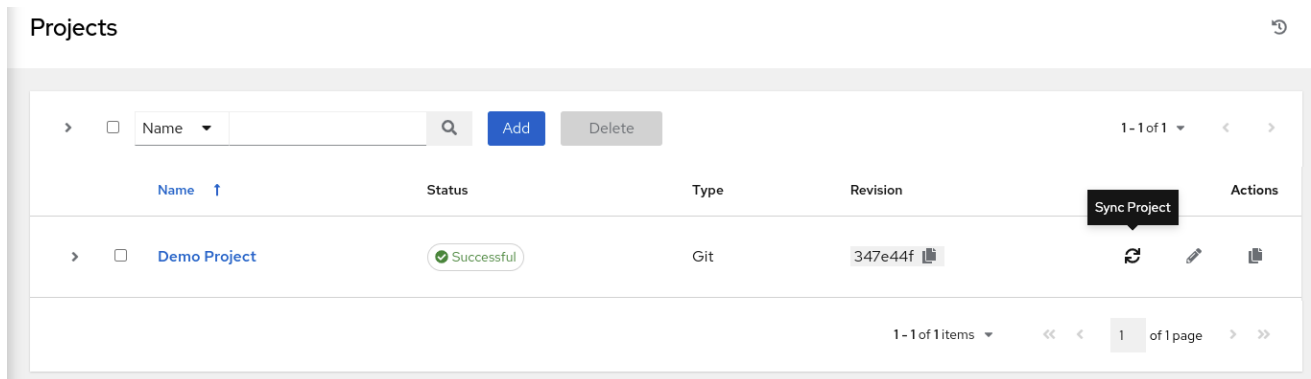 Projects
Name Add Delete 1 - 1 of 1
Name Status Type Revision Actions
Sync Project
Demo Project Successful Git 347e44f
1 - 1 of 1 items 1 of 1 page